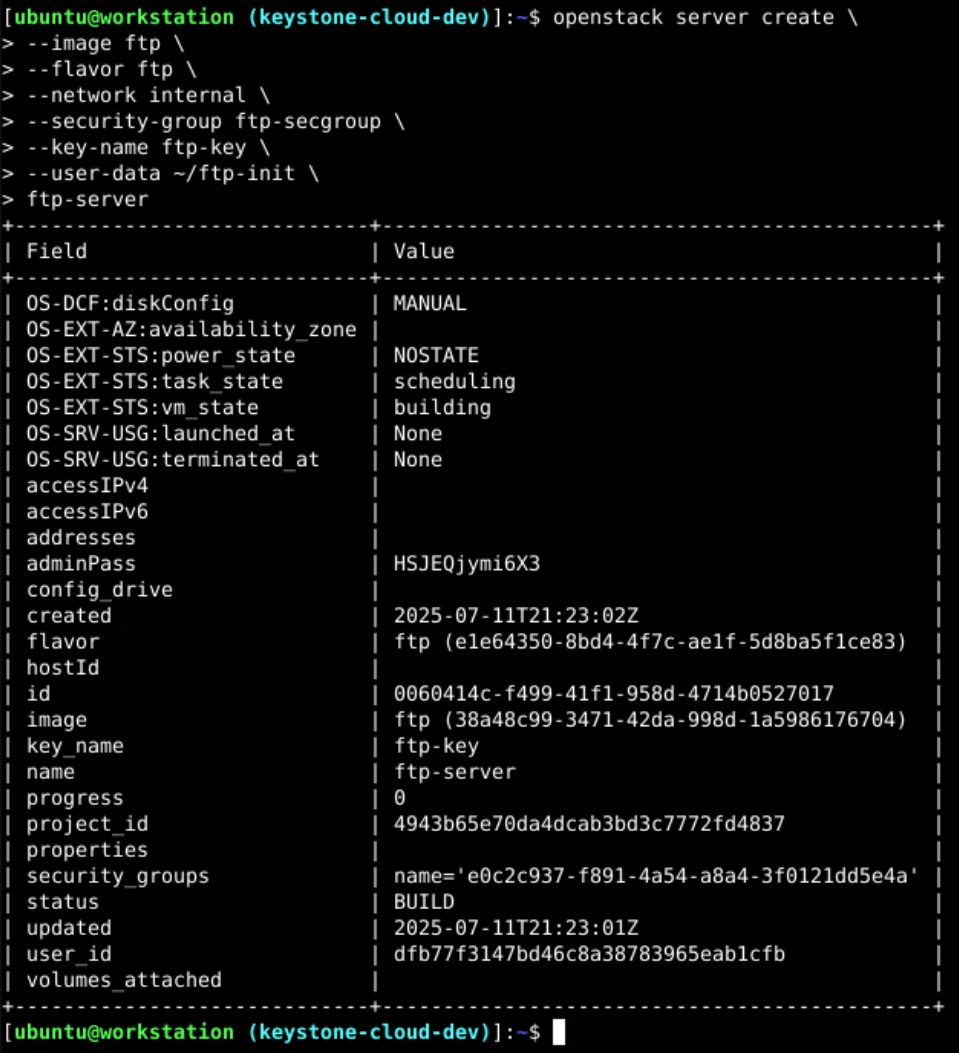 [ubuntu@workstation (keystone-cloud-dev)]:~$ openstack server create \
> --image ftp \
> --flavor ftp \
> --network internal \
> --security-group ftp-secgroup \
> --key-name ftp-key \
> --user-data ~/ftp-init \
> ftp-server
+-----------------------------+---------------------------------------------+
| Field                       | Value                                       |
+-----------------------------+---------------------------------------------+
| OS-DCF:diskConfig           | MANUAL                                      |
| OS-EXT-AZ:availability_zone |                                             |
| OS-EXT-STS:power_state      | NOSTATE                                     |
| OS-EXT-STS:task_state       | scheduling                                  |
| OS-EXT-STS:vm_state         | building                                    |
| OS-SRV-USG:launched_at      | None                                        |
| OS-SRV-USG:terminated_at    | None                                        |
| accessIPv4                  |                                             |
| accessIPv6                  |                                             |
| addresses                   |                                             |
| adminPass                   | HSJEQjymi6X3                                |
| config_drive                |                                             |
| created                     | 2025-07-11T21:23:02Z                        |
| flavor                      | ftp (e1e64350-8bd4-4f7c-ae1f-5d8ba5f1ce83)  |
| hostId                      |                                             |
| id                          | 0060414c-f499-41f1-958d-4714b0527017        |
| image                       | ftp (38a48c99-3471-42da-998d-1a5986176704)  |
| key_name                    | ftp-key                                     |
| name                        | ftp-server                                  |
| progress                    | 0                                           |
| project_id                  | 4943b65e70da4dcab3bd3c7772fd4837            |
| properties                  |                                             |
| security_groups             | name='e0c2c937-f891-4a54-a8a4-3f0121dd5e4a' |
| status                      | BUILD                                       |
| updated                     | 2025-07-11T21:23:01Z                        |
| user_id                     | dfb77f3147bd46c8a38783965eab1cfb            |
| volumes_attached            |                                             |
+-----------------------------+---------------------------------------------+
[ubuntu@workstation (keystone-cloud-dev)]:~$